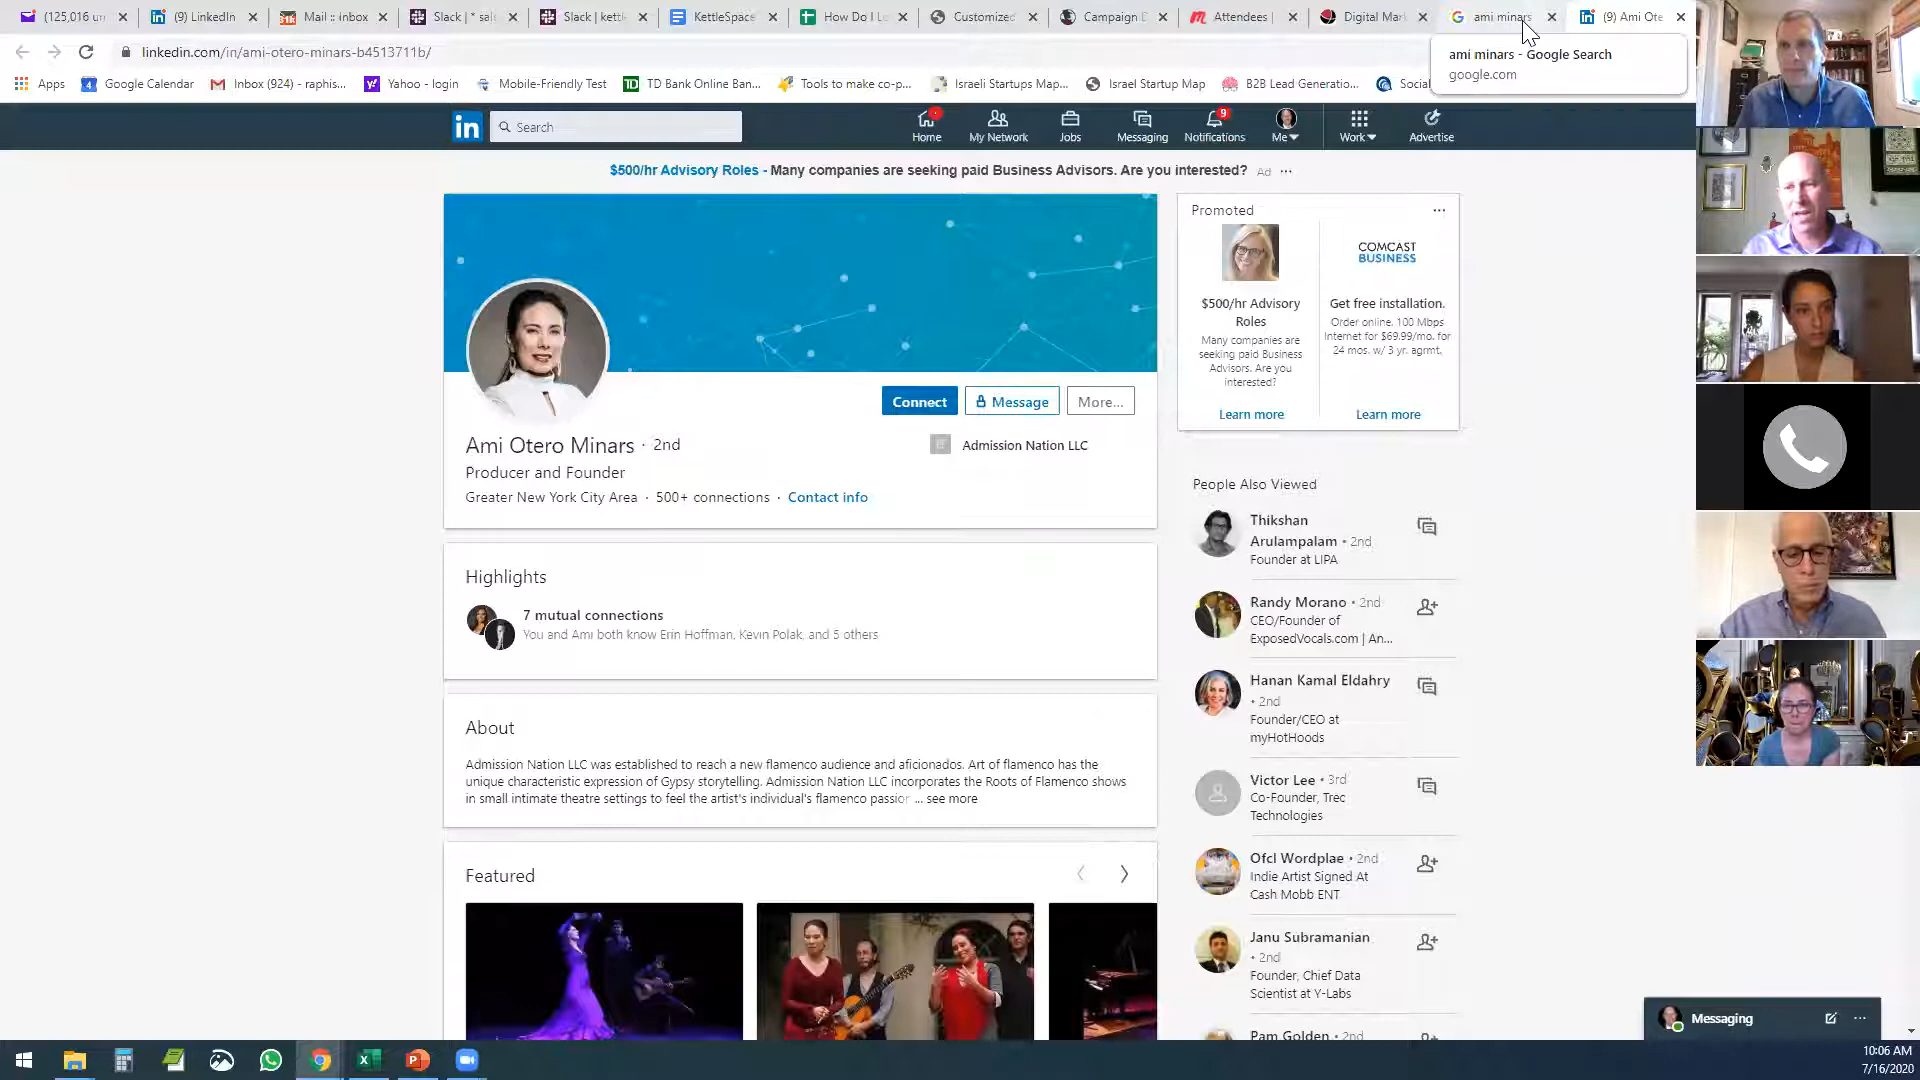 (125,016 un
(9) LinkedIn
Mail :: Inbox
Slack | * sal
Slack | kettl
KettleSpace
How Do I L
Customized
Campaign D
Attendees |
Digital Mark
ami minars
(9) Ami Ote
linkedin.com/in/ami-otero-minars-b4513711b/
ami minars - Google Search
google.com
Apps
Google Calendar
Inbox (924) - raphis...
Yahoo - login
Mobile-Friendly Test
TD Bank Online Ban...
Tools to make co-p...
Israeli Startups Map...
Israel Startup Map
B2B Lead Generatio...
Social
in
Search
Home
My Network
Jobs
Messaging
9
Notifications
Me
Work
Advertise
$500/hr Advisory Roles - Many companies are seeking paid Business Advisors. Are you interested? Ad ...
Connect
Message
More...
Ami Otero Minars · 2nd
Producer and Founder
Greater New York City Area · 500+ connections · Contact info
Admission Nation LLC
Highlights
7 mutual connections
You and Ami both know Erin Hoffman, Kevin Polak, and 5 others
About
Admission Nation LLC was established to reach a new flamenco audience and aficionados. Art of flamenco has the
unique characteristic expression of Gypsy storytelling. Admission Nation LLC incorporates the Roots of Flamenco shows
in small intimate theatre settings to feel the artist's individual's flamenco passior ... see more
Featured
Promoted
$500/hr Advisory
Roles
Many companies are
seeking paid Business
Advisors. Are you
interested?
Learn more
COMCAST
BUSINESS
Get free installation.
Order online. 100 Mbps
Internet for $69.99/mo. for
24 mos. w/ 3 yr. agrmt.
Learn more
People Also Viewed
Thikshan
Arulampalam • 2nd
Founder at LIPA
Randy Morano • 2nd
CEO/Founder of
ExposedVocals.com | An...
Hanan Kamal Eldahry
• 2nd
Founder/CEO at
myHotHoods
Victor Lee • 3rd
Co-Founder, Trec
Technologies
Ofcl Wordplae • 2nd
Indie Artist Signed At
Cash Mobb ENT
Janu Subramanian
• 2nd
Founder, Chief Data
Scientist at Y-Labs
Pam Golden • 2nd
Messaging
10:06 AM
7/16/2020